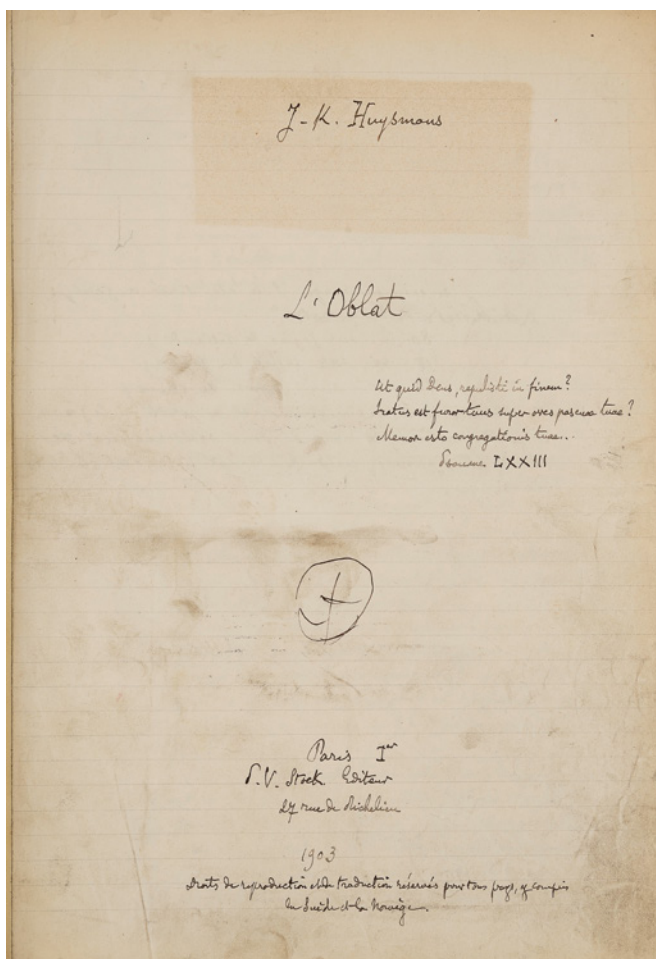 J-K. Huysmans
L'Oblat
Ut quid Deus, repulisti in finem?
Iratus est furor tuus super oves pascuae tuae?
Memor esto congregationis tuae..
Psaume LXXIII
Paris Ier
P.V. Stock Editeur
27 rue de Richelieu
1903
Droits de reproduction et de traduction réservés pour tous pays, y compris
la Suède et la Norvège.